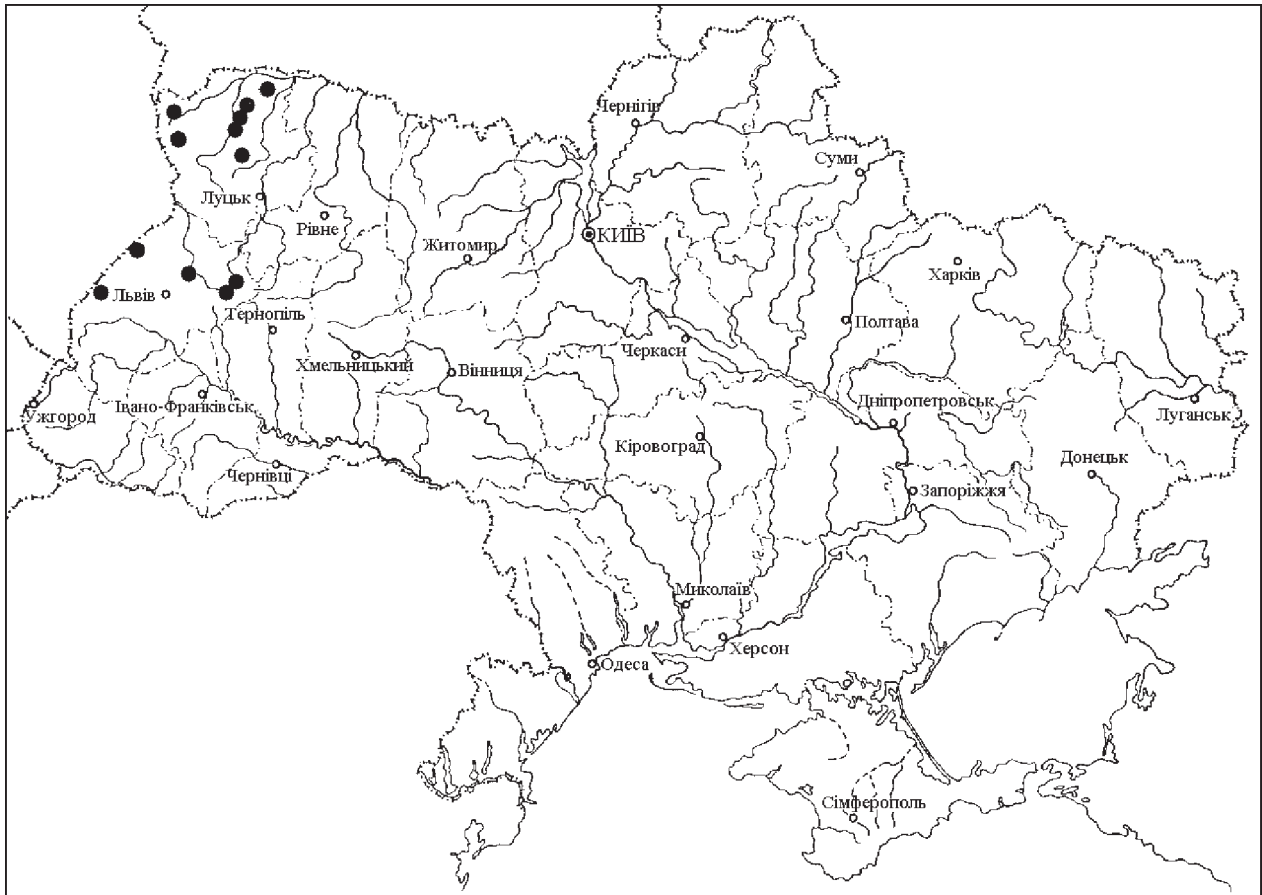 Чернігів
Суми
Луцьк
Рівне
КИЇВ
Житомир
Харків
Львів
Тернопіль
Полтава
Черкаси
Хмельницький
Вінниця
Ужгород
Івано-Франківськ
Дніпропетровськ
Луганськ
Кіровоград
Донецьк
Чернівці
Запоріжжя
Миколаїв
Херсон
Одеса
Сімферополь